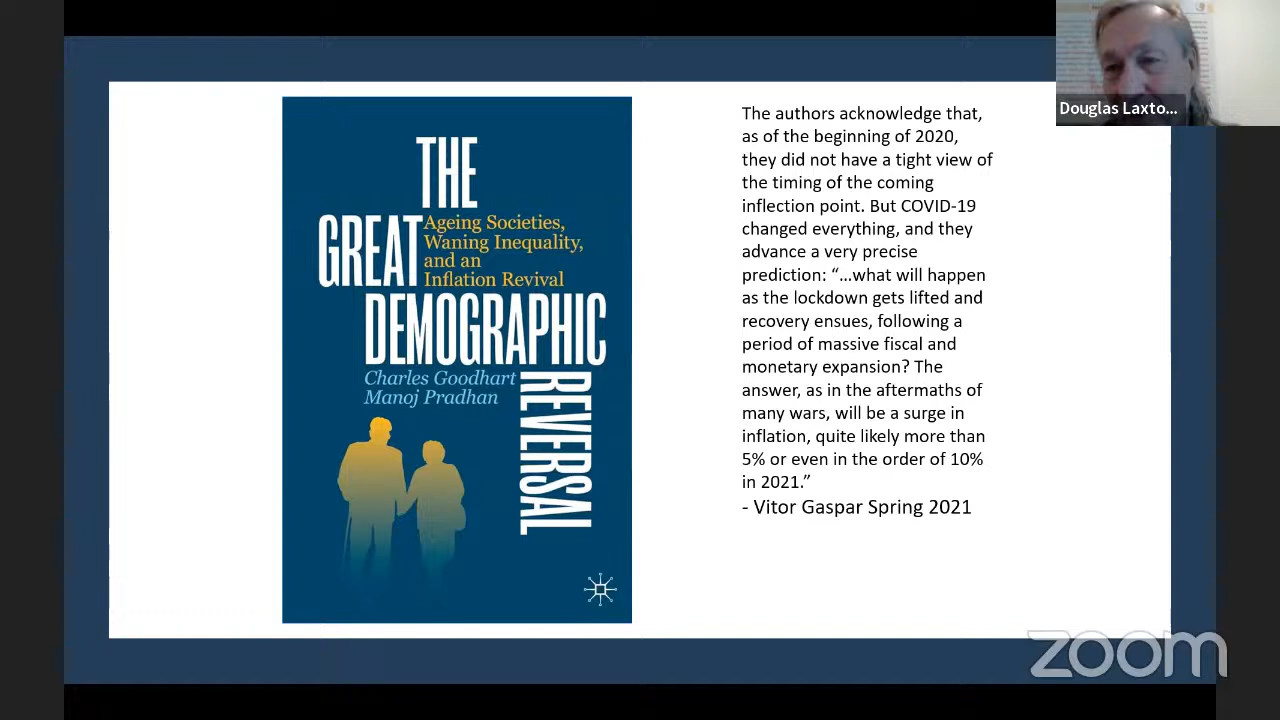 THE
GREAT
Ageing Societies,
Waning Inequality,
and an
Inflation Revival
DEMOGRAPHIC
REVERSAL
Charles Goodhart
Manoj Pradhan
The authors acknowledge that,
as of the beginning of 2020,
they did not have a tight view of
the timing of the coming
inflection point. But COVID-19
changed everything, and they
advance a very precise
prediction: “…what will happen
as the lockdown gets lifted and
recovery ensues, following a
period of massive fiscal and
monetary expansion? The
answer, as in the aftermaths of
many wars, will be a surge in
inflation, quite likely more than
5% or even in the order of 10%
in 2021.”
- Vitor Gaspar Spring 2021
Douglas Laxto...
zoom